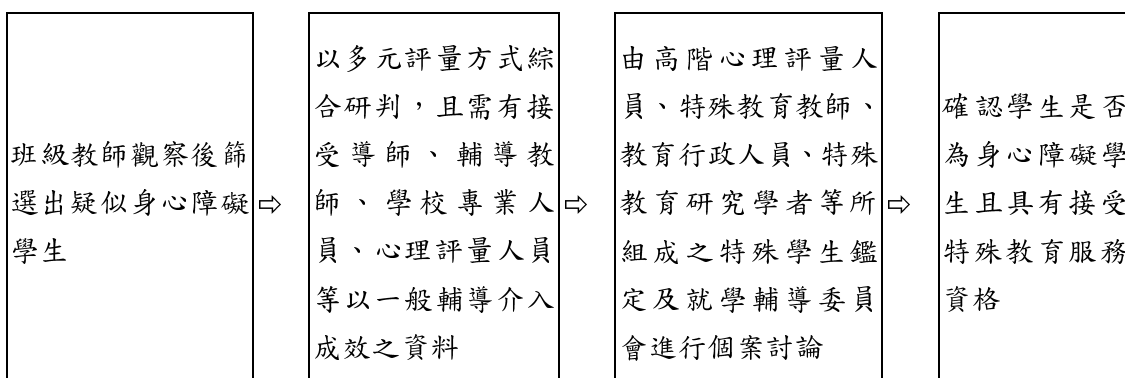 班級教師觀察後篩
選出疑似身心障礙
學生
⇨
以多元評量方式綜
合研判，且需有接
受導師、輔導教
師、學校專業人
員、心理評量人員
等以一般輔導介入
成效之資料
⇨
由高階心理評量人
員、特殊教育教師、
教育行政人員、特殊
教育研究學者等所
組成之特殊學生鑑
定及就學輔導委員
會進行個案討論
⇨
確認學生是否
為身心障礙學
生且具有接受
特殊教育服務
資格